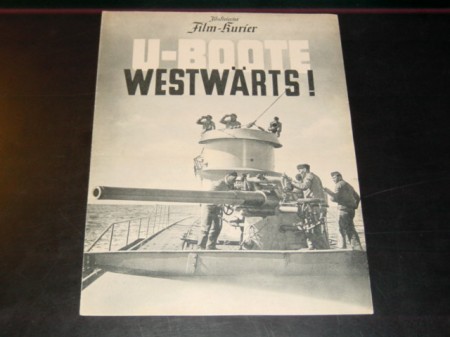 Illustrierter
Film-Kurier
U-BOOTE
WESTWÄRTS!